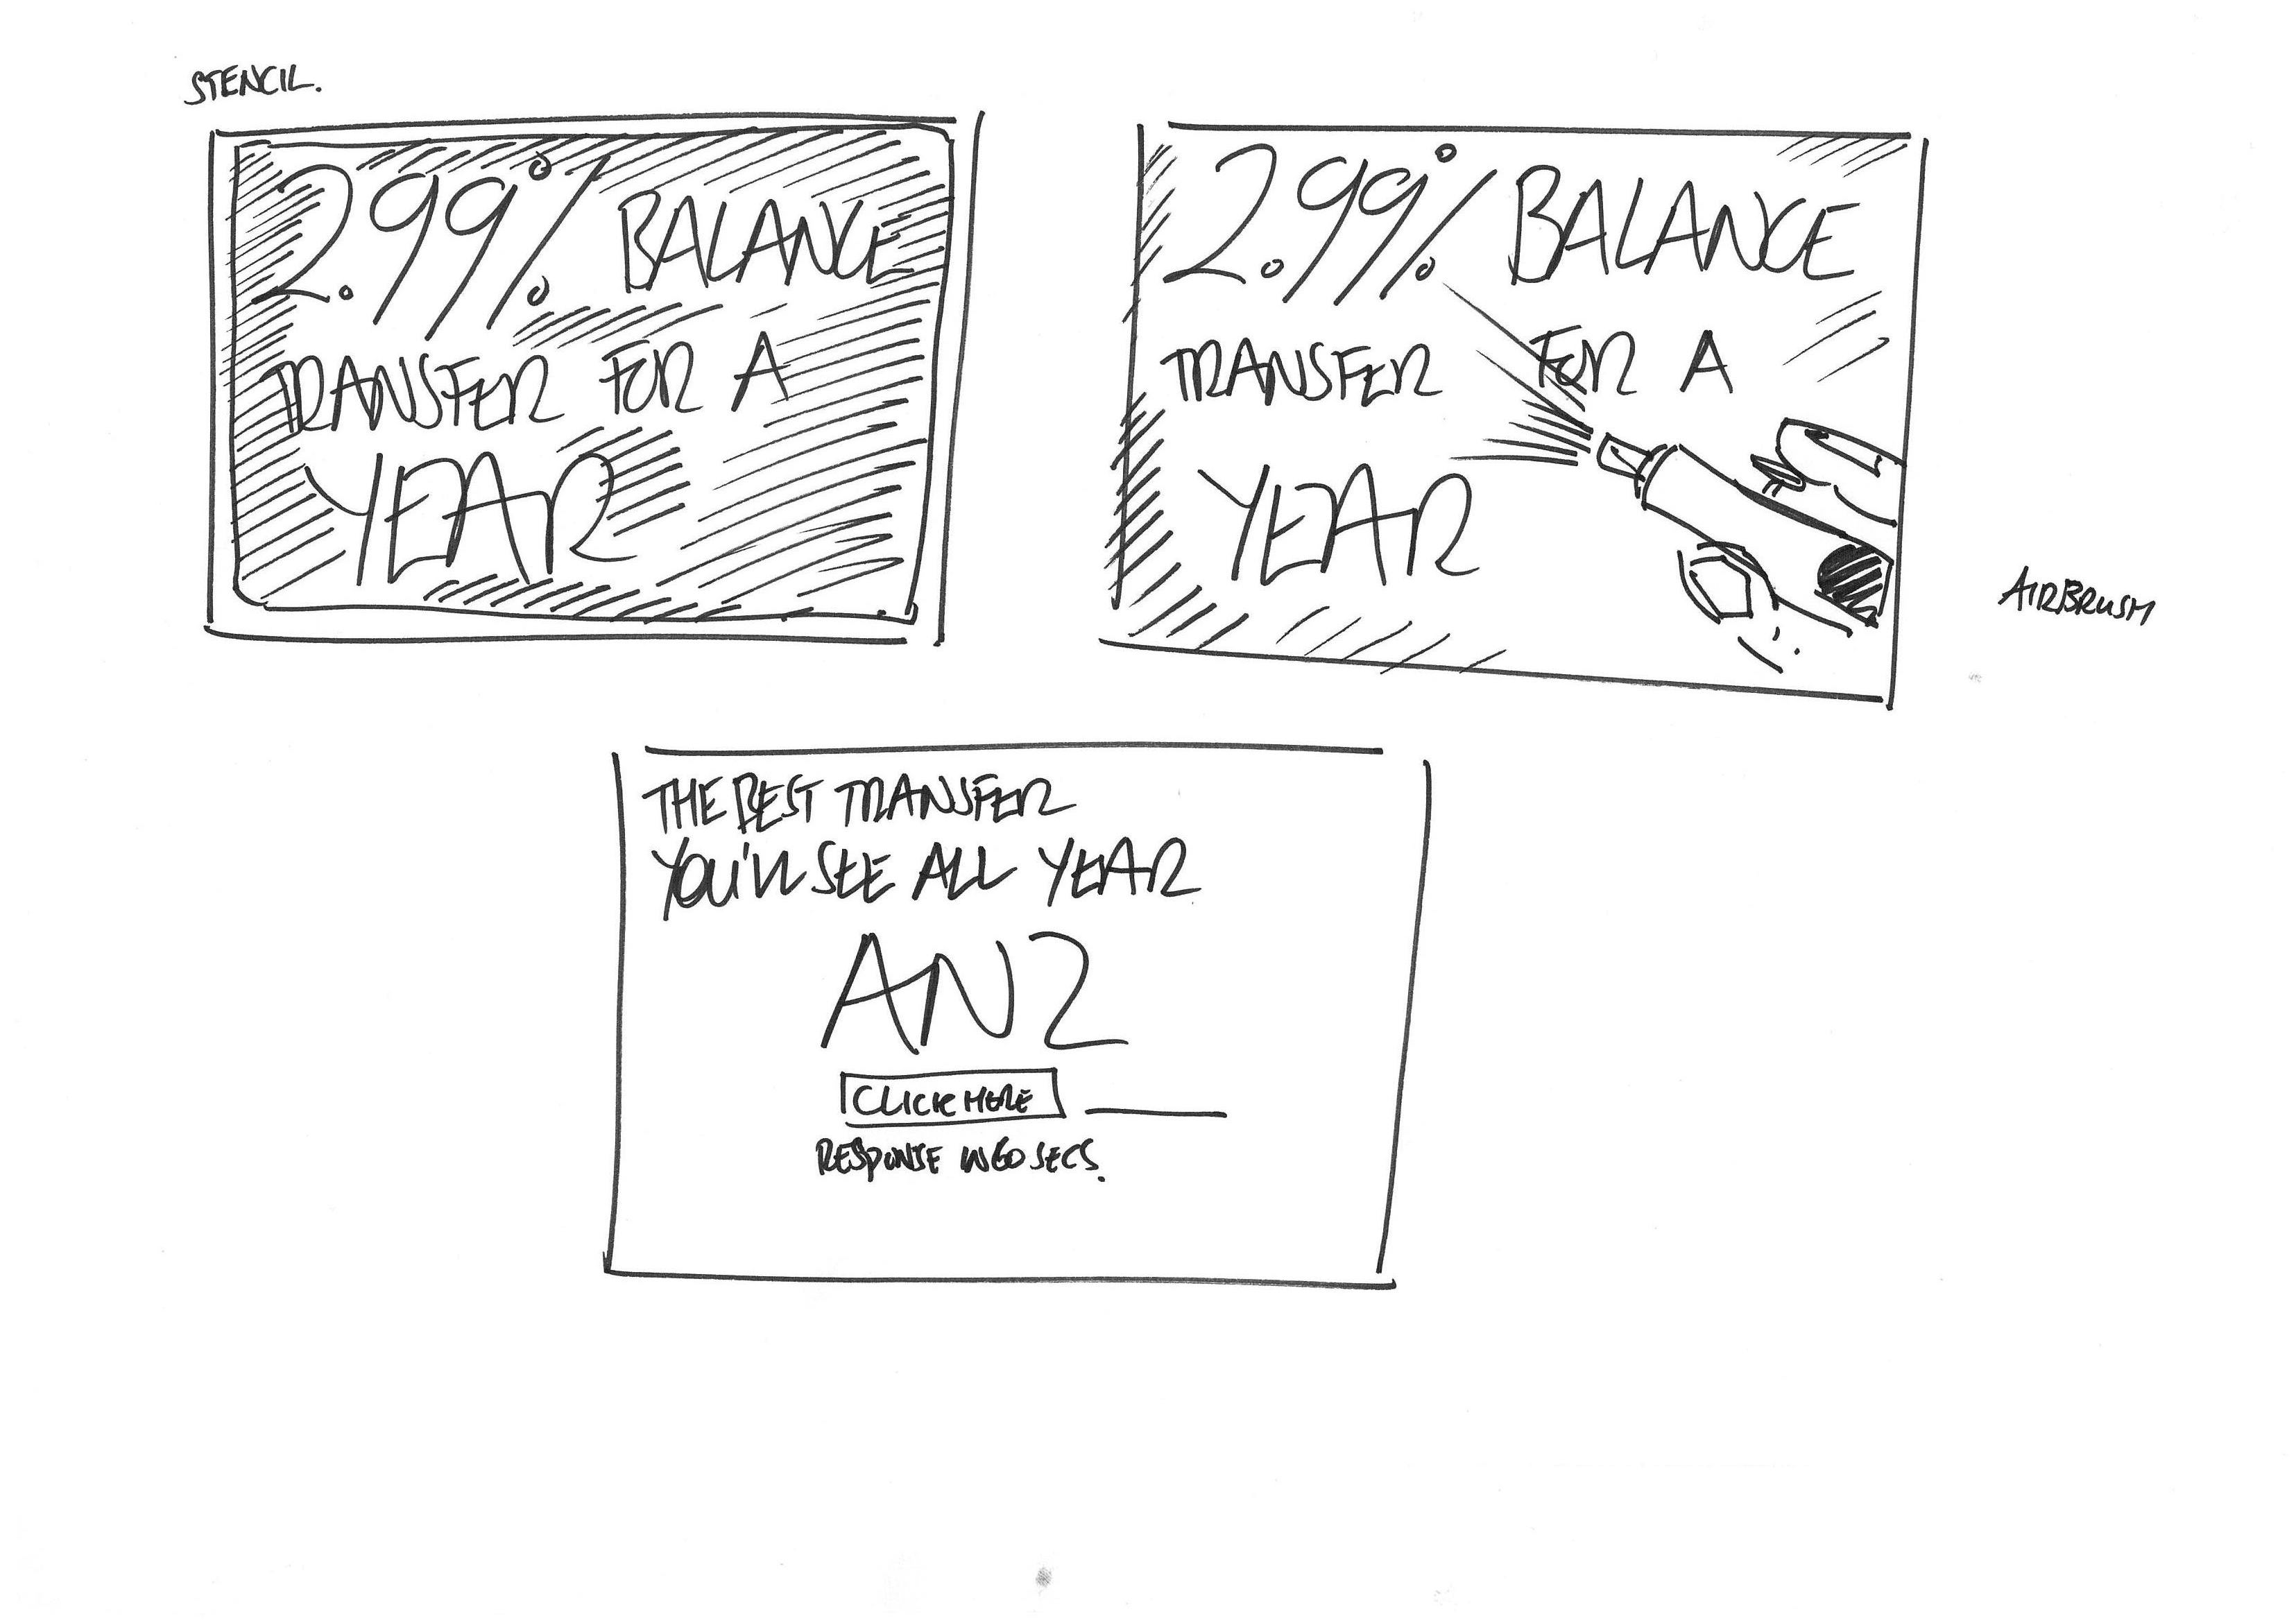 STENCIL.
2.99% BALANCE
TRANSFER FOR A
YEAR
2.99% BALANCE
TRANSFER FOR A
YEAR
AIRBRUSH
THE BEST TRANSFER
YOU'LL SEE ALL YEAR
ANZ
CLICK HERE
RESPONSE IN 60 SECS.